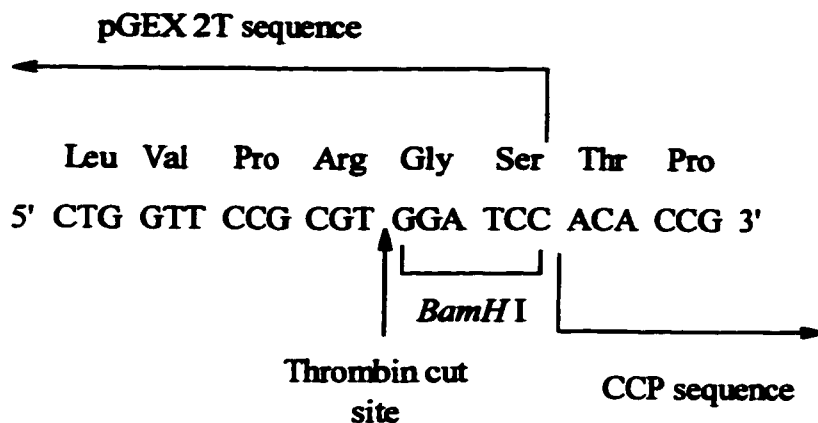 pGEX 2T sequence
Leu Val Pro Arg Gly Ser Thr Pro
5' CTG GTT CCG CGT GGA TCC ACA CCG 3'
BamH I
Thrombin cut
site
CCP sequence